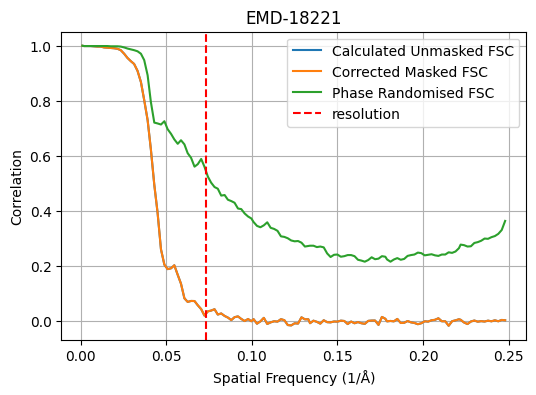 EMD-18221
Calculated Unmasked FSC
Corrected Masked FSC
Phase Randomised FSC
resolution
Correlation
1.0
0.8
0.6
0.4
0.2
0.0
0.00 0.05 0.10 0.15 0.20 0.25
Spatial Frequency (1/Å)